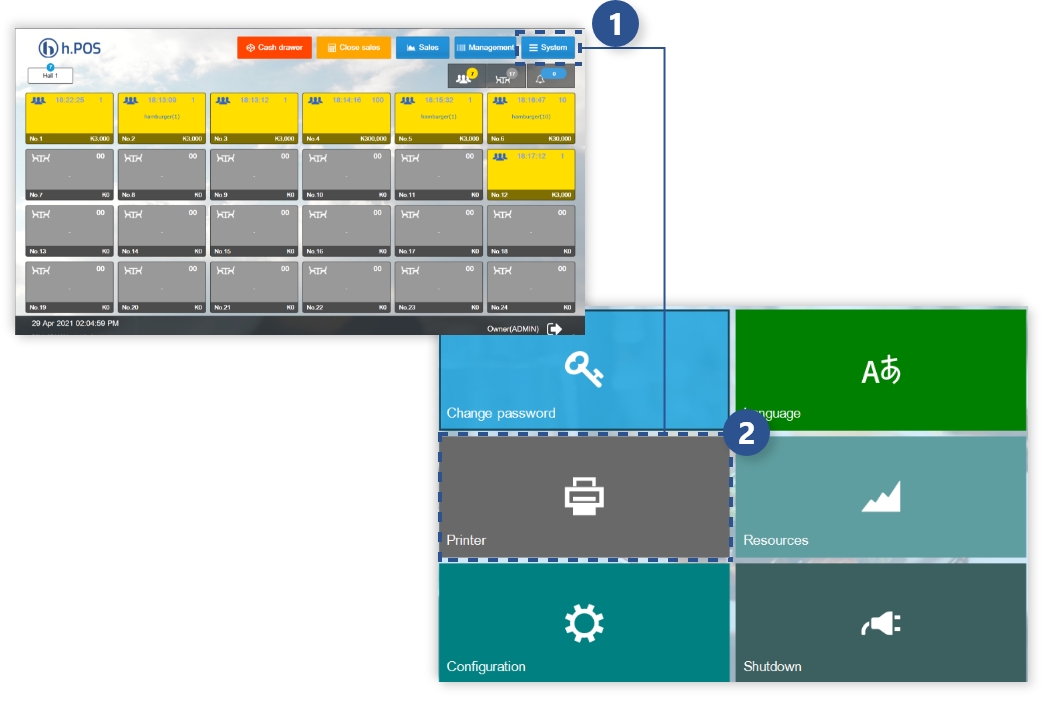 1
h.POS
Cash drawer
Close sales
Sales
Management
System
7
Hall 1
7
17
0
18:22:29 1
18:13:09 1
18:13:12 1
18:14:16 100
18:15:32 1
18:16:47 10
hamburger(1)
hamburger(1)
hamburger(10)
No.1 K3,000
No.2 K3,000
No.3 K3,000
No.4 K300,000
No.5 K3,000
No.6 K30,000
00
00
00
00
00
18:17:12 1
No.7 K0
No.8 K0
No.9 K0
No.10 K0
No.11 K0
No.12 K3,000
00
00
00
00
00
00
No.13 K0
No.14 K0
No.15 K0
No.16 K0
No.17 K0
No.18 K0
00
00
00
00
00
00
No.19 K0
No.20 K0
No.21 K0
No.22 K0
No.23 K0
No.24 K0
29 Apr 2021 02:04:59 PM
Owner(ADMIN)
Aあ
Change password
nguage
2
Printer
Resources
Configuration
Shutdown